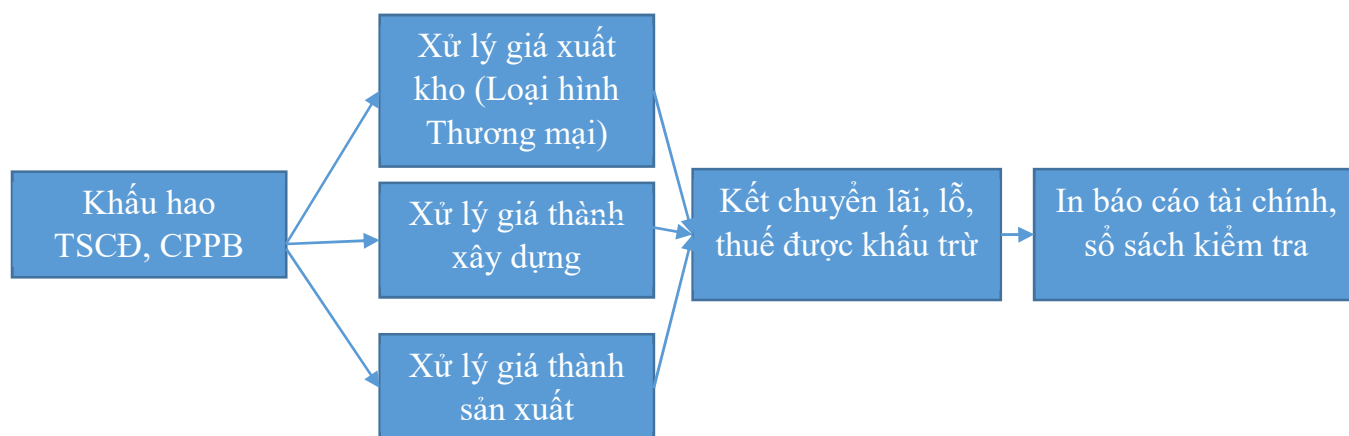 Khấu hao
TSCĐ, CPPB
Xử lý giá xuất
kho (Loại hình
Thương mại)
Xử lý giá thành
xây dựng
Xử lý giá thành
sản xuất
Kết chuyển lãi, lỗ,
thuế được khấu trừ
In báo cáo tài chính,
sổ sách kiểm tra